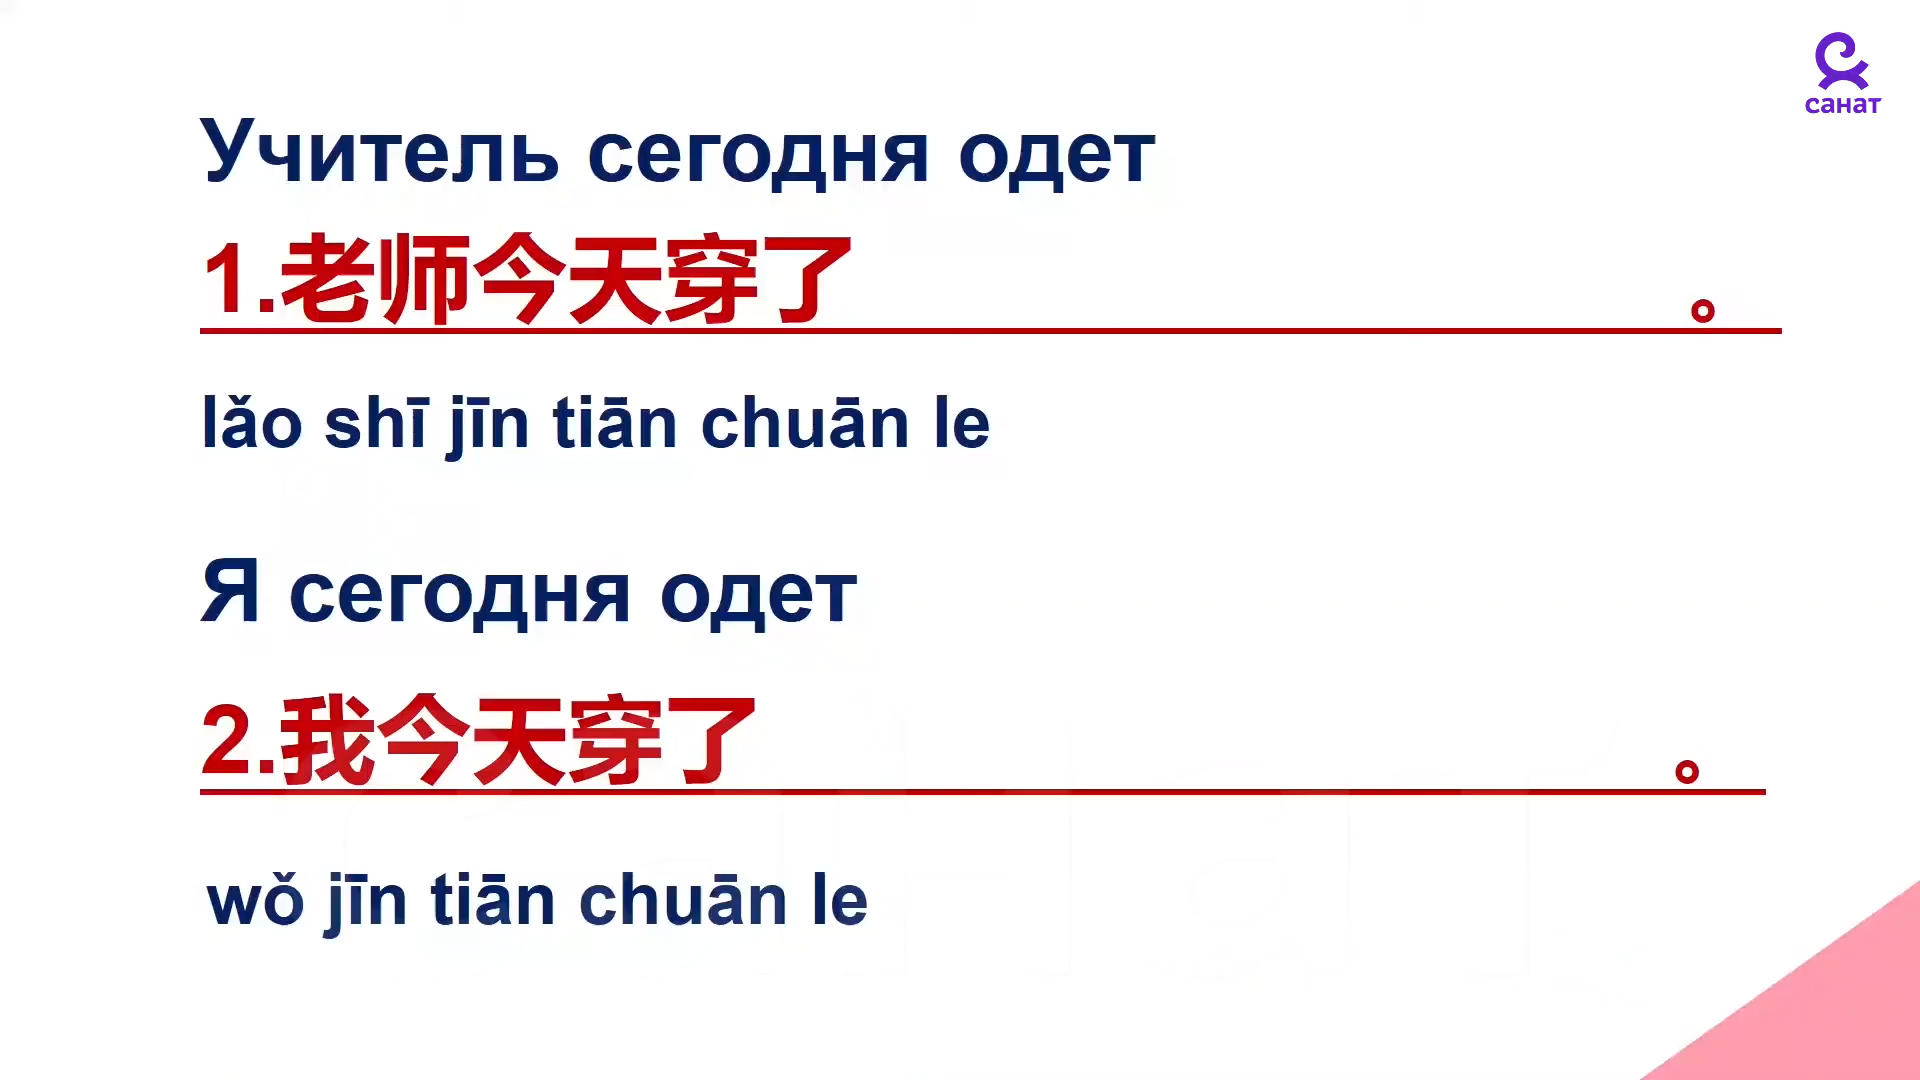 санат
Учитель сегодня одет
1.老师今天穿了 。
lǎo shī jīn tiān chuān le
Я сегодня одет
2.我今天穿了 。
wǒ jīn tiān chuān le